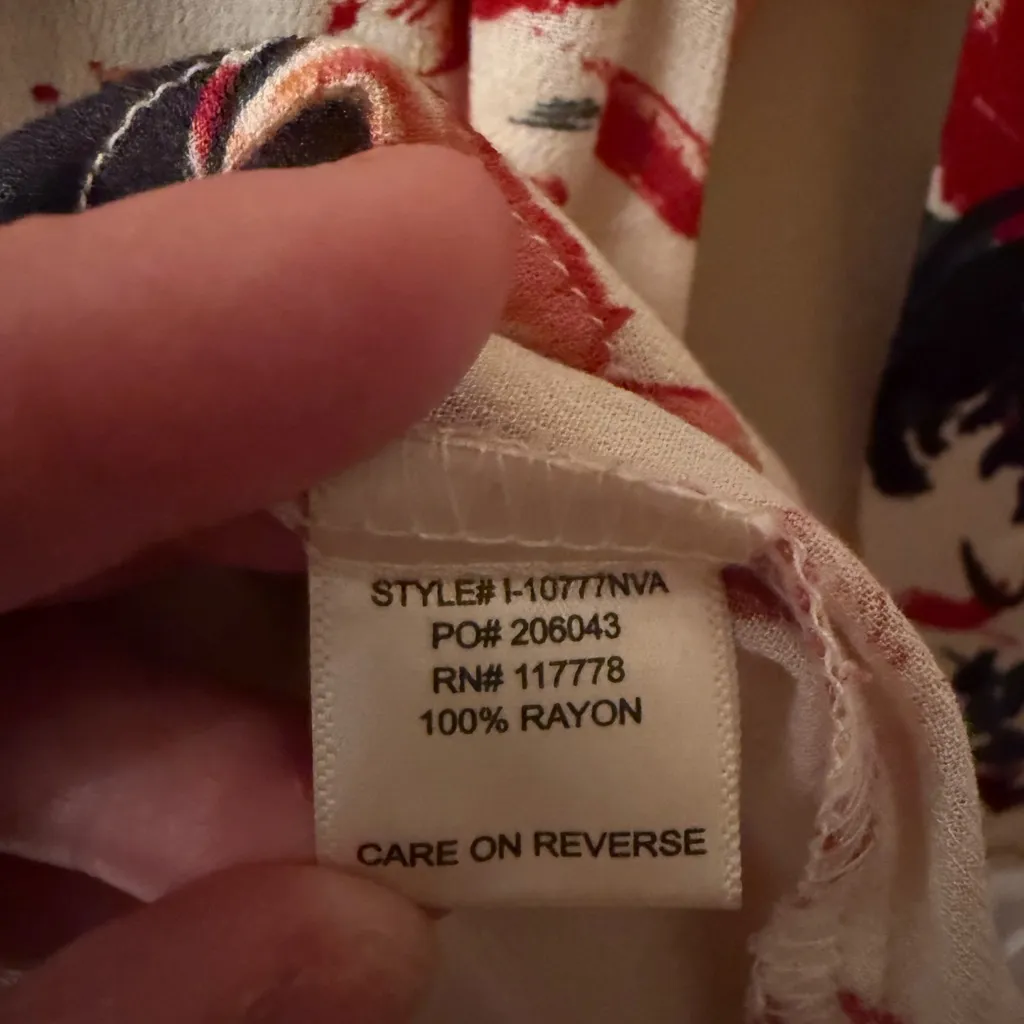 STYLE# I-10777NVA
PO# 206043
RN# 117778
100% RAYON
CARE ON REVERSE